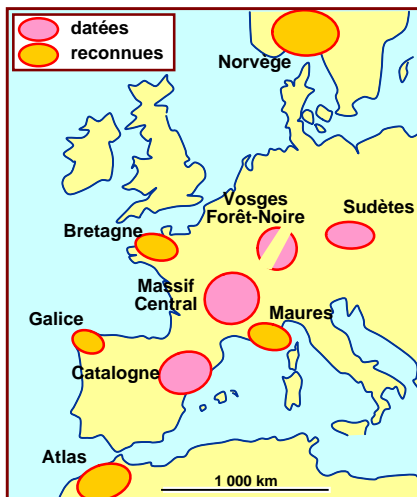 datées
reconnues
Norvège
Vosges
Forêt-Noire
Sudètes
Bretagne
Massif
Central
Galice
Maures
Catalogne
Atlas
1 000 km